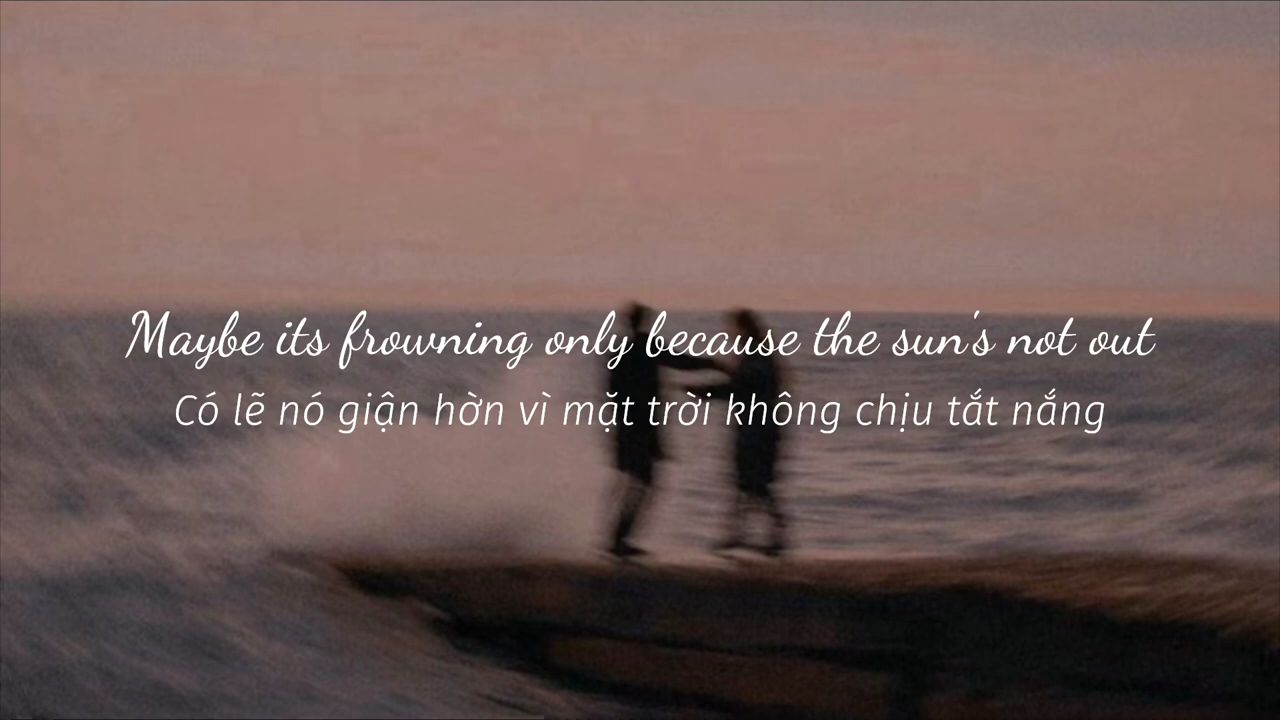 Maybe its frowning only because the sun's not out
Có lẽ nó giận hờn vì mặt trời không chịu tắt nắng